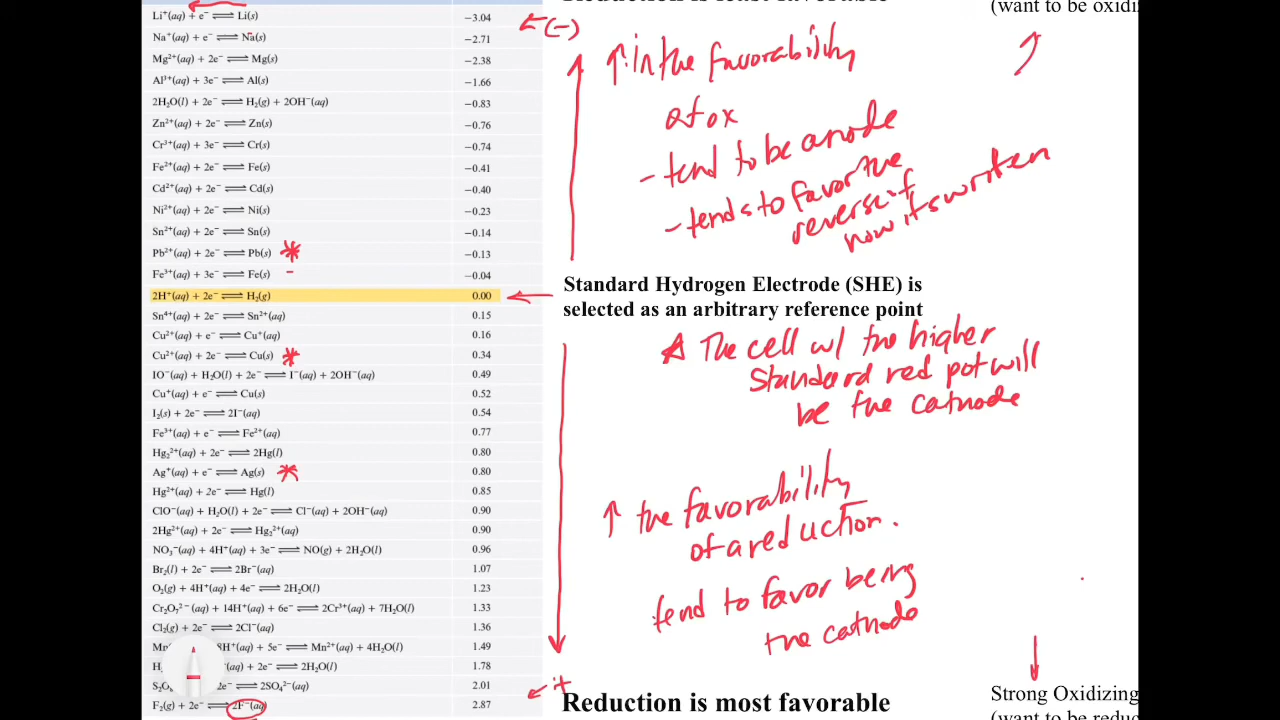 Li⁺(aq) + e⁻ ⇌ Li(s) −3.04
Na⁺(aq) + e⁻ ⇌ Na(s) −2.71
Mg²⁺(aq) + 2e⁻ ⇌ Mg(s) −2.38
Al³⁺(aq) + 3e⁻ ⇌ Al(s) −1.66
2H₂O(l) + 2e⁻ ⇌ H₂(g) + 2OH⁻(aq) −0.83
Zn²⁺(aq) + 2e⁻ ⇌ Zn(s) −0.76
Cr³⁺(aq) + 3e⁻ ⇌ Cr(s) −0.74
Fe²⁺(aq) + 2e⁻ ⇌ Fe(s) −0.41
Cd²⁺(aq) + 2e⁻ ⇌ Cd(s) −0.40
Ni²⁺(aq) + 2e⁻ ⇌ Ni(s) −0.23
Sn²⁺(aq) + 2e⁻ ⇌ Sn(s) −0.14
Pb²⁺(aq) + 2e⁻ ⇌ Pb(s) −0.13
Fe³⁺(aq) + 3e⁻ ⇌ Fe(s) −0.04
2H⁺(aq) + 2e⁻ ⇌ H₂(g) 0.00
Sn⁴⁺(aq) + 2e⁻ ⇌ Sn²⁺(aq) 0.15
Cu²⁺(aq) + e⁻ ⇌ Cu⁺(aq) 0.16
Cu²⁺(aq) + 2e⁻ ⇌ Cu(s) 0.34
IO⁻(aq) + H₂O(l) + 2e⁻ ⇌ I⁻(aq) + 2OH⁻(aq) 0.49
Cu⁺(aq) + e⁻ ⇌ Cu(s) 0.52
I₂(s) + 2e⁻ ⇌ 2I⁻(aq) 0.54
Fe³⁺(aq) + e⁻ ⇌ Fe²⁺(aq) 0.77
Hg₂²⁺(aq) + 2e⁻ ⇌ 2Hg(l) 0.80
Ag⁺(aq) + e⁻ ⇌ Ag(s) 0.80
Hg²⁺(aq) + 2e⁻ ⇌ Hg(l) 0.85
ClO⁻(aq) + H₂O(l) + 2e⁻ ⇌ Cl⁻(aq) + 2OH⁻(aq) 0.90
2Hg²⁺(aq) + 2e⁻ ⇌ Hg₂²⁺(aq) 0.90
NO₃⁻(aq) + 4H⁺(aq) + 3e⁻ ⇌ NO(g) + 2H₂O(l) 0.96
Br₂(l) + 2e⁻ ⇌ 2Br⁻(aq) 1.07
O₂(g) + 4H⁺(aq) + 4e⁻ ⇌ 2H₂O(l) 1.23
Cr₂O₇²⁻(aq) + 14H⁺(aq) + 6e⁻ ⇌ 2Cr³⁺(aq) + 7H₂O(l) 1.33
Cl₂(g) + 2e⁻ ⇌ 2Cl⁻(aq) 1.36
H⁺(aq) + 5e⁻ ⇌ Mn²⁺(aq) + 4H₂O(l) 1.49
(aq) + 2e⁻ ⇌ 2H₂O(l) 1.78
2e⁻ ⇌ 2SO₄²⁻(aq) 2.01
F₂(g) + 2e⁻ ⇌ 2F⁻(aq) 2.87
(want to be oxidiz
(−)
↑ in the favorability
of ox
- tend to be anode
- tends to favor the
reverse of
how its written
Standard Hydrogen Electrode (SHE) is
selected as an arbitrary reference point
The cell w/ the higher
Standard red pot will
be the cathode
↑ the favorability
of a reduction.
tend to favor being
the cathode
+
Reduction is most favorable
Strong Oxidizing
(want to be reduc